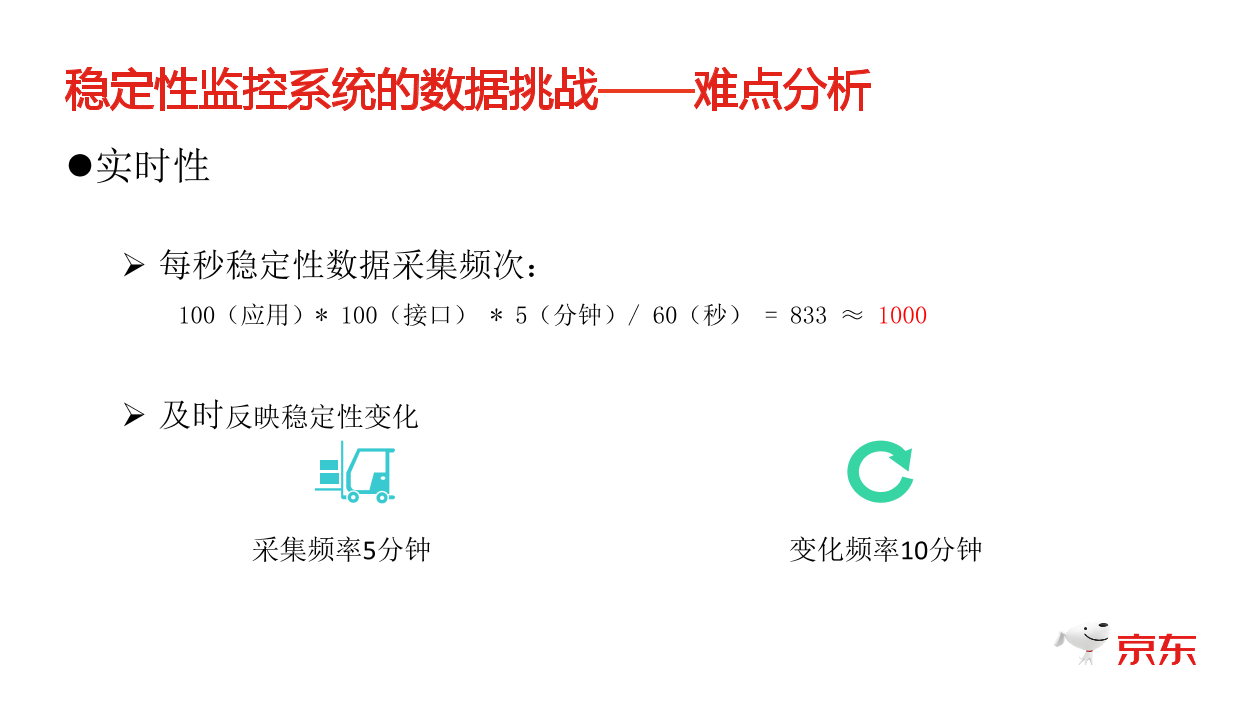 稳定性监控系统的数据挑战——难点分析
●实时性
➢ 每秒稳定性数据采集频次：
100（应用）* 100（接口） * 5（分钟）/ 60（秒） = 833 ≈ 1000
➢ 及时反映稳定性变化
采集频率5分钟
变化频率10分钟
京东